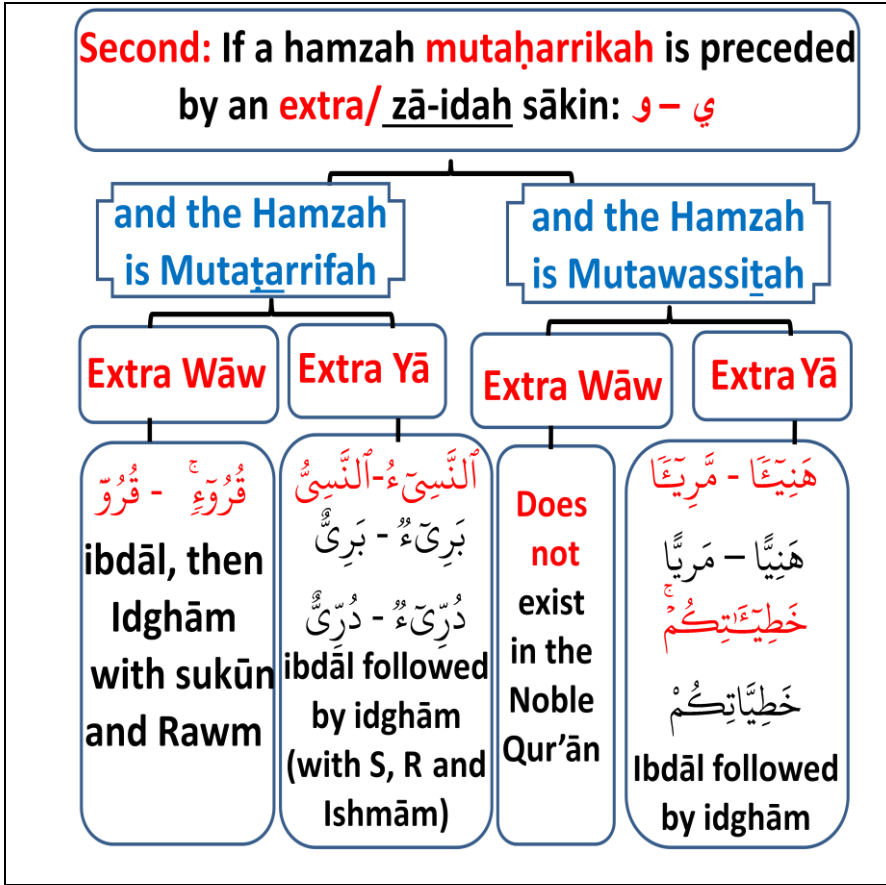 Second: If a hamzah mutaḥarrikah is preceded
by an extra/ zā-idah sākin: ي – و
and the Hamzah
is Mutaṭarrifah
and the Hamzah
is Mutawassiṯah
Extra Wāw
Extra Yā
Extra Wāw
Extra Yā
قُرُوٓءٖۚ - قُرُوّ
ibdāl, then
Idghām
with sukūn
and Rawm
ٱلنَّسِيٓءُ-ٱلنَّسِىُّ
بَرِيٓءٞ - بَرِىٌّ
دُرِّيٓءٞ - دُرِّىٌّ
ibdāl followed
by idghām
(with S, R and
Ishmām)
Does
not
exist
in the
Noble
Qur’ān
هَنِيٓـٔٗا - مَّرِيٓـٔٗا
هَنِيًّا – مَريًّا
خَطِيٓـَٰٔتِكُمۡۚ
خَطِيَّاتِكُمْ
Ibdāl followed
by idghām